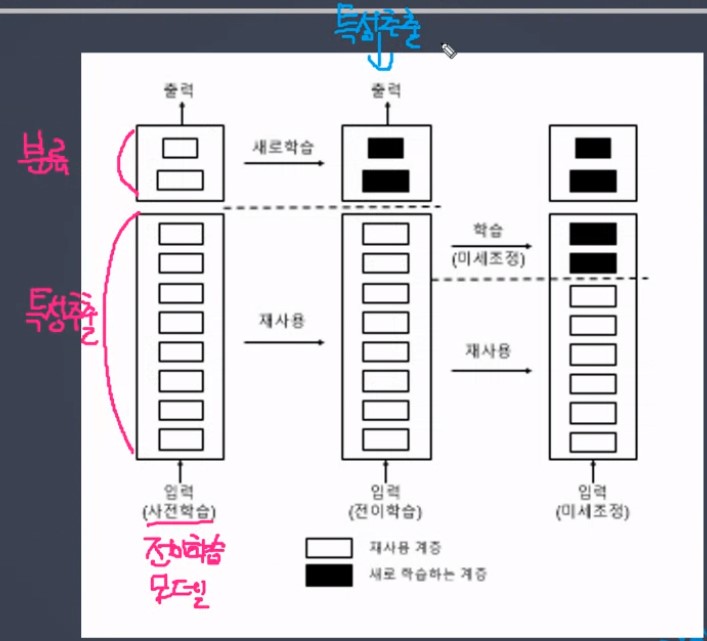 특성추출
출력
출력
분류
새로학습
학습
(미세조정)
특성추출
재사용
재사용
입력
(사전학습)
입력
(전이학습)
입력
(미세조정)
전이학습
모델
재사용 계층
새로 학습하는 계층